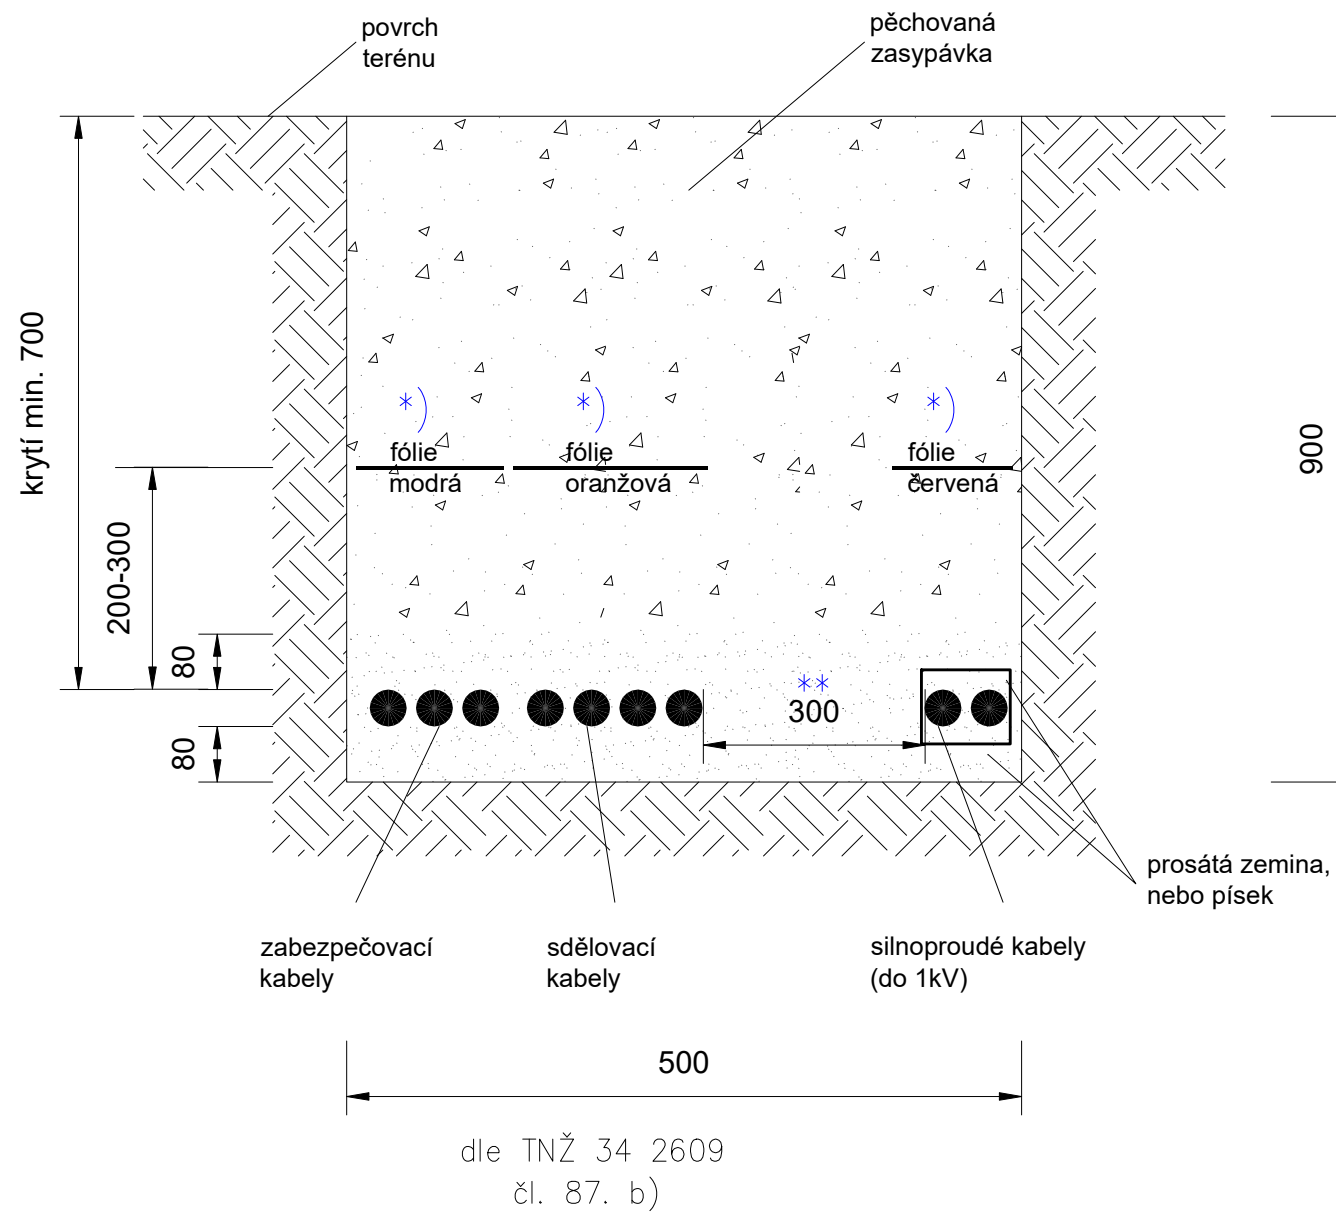 povrch
terénu
pěchovaná
zasypávka
krytí min. 700
900
*)
*)
*)
fólie
modrá
fólie
oranžová
fólie
červená
200-300
80
80
**
300
prosátá zemina,
nebo písek
zabezpečovací
kabely
sdělovací
kabely
silnoproudé kabely
(do 1kV)
500
dle TNŽ 34 2609
čl. 87. b)